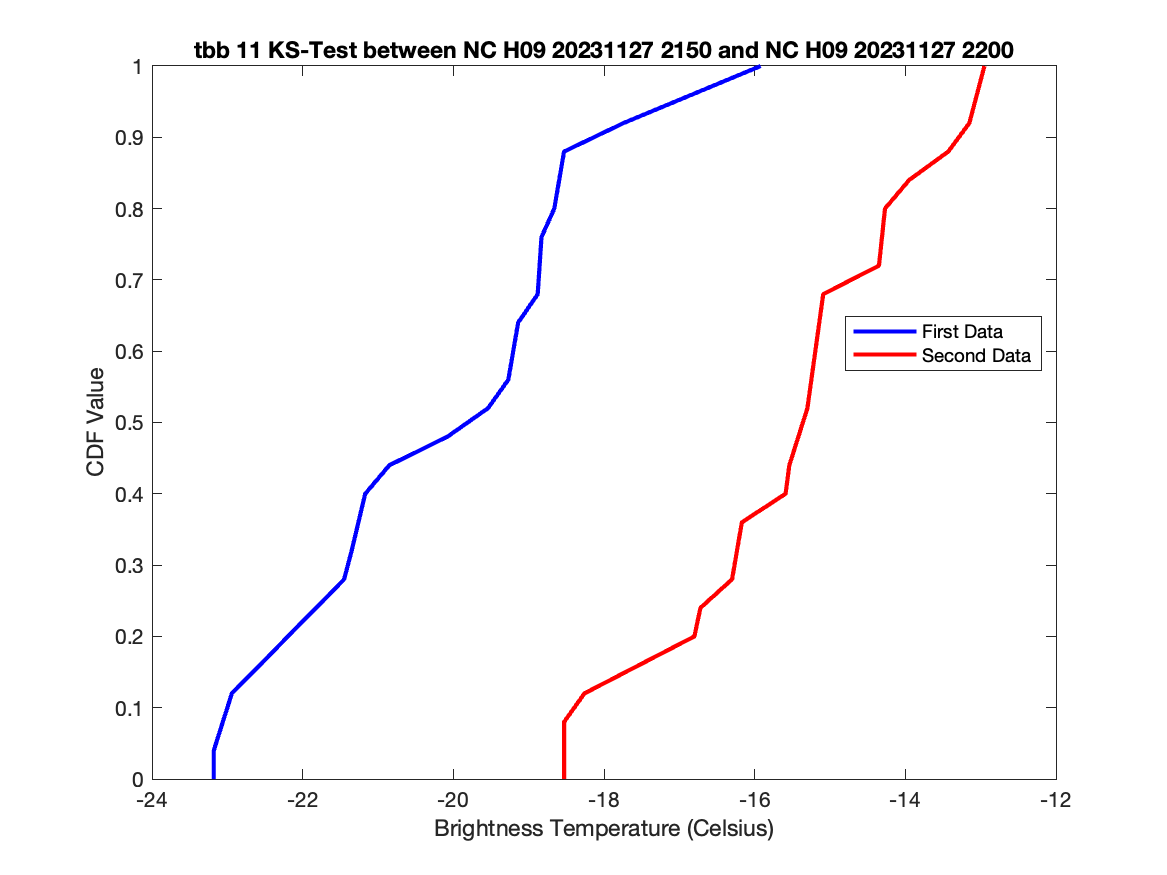 tbb 11 KS-Test between NC H09 20231127 2150 and NC H09 20231127 2200
1
0.9
0.8
0.7
0.6
0.5
0.4
0.3
0.2
0.1
0
CDF Value
First Data
Second Data
-24 -22 -20 -18 -16 -14 -12
Brightness Temperature (Celsius)